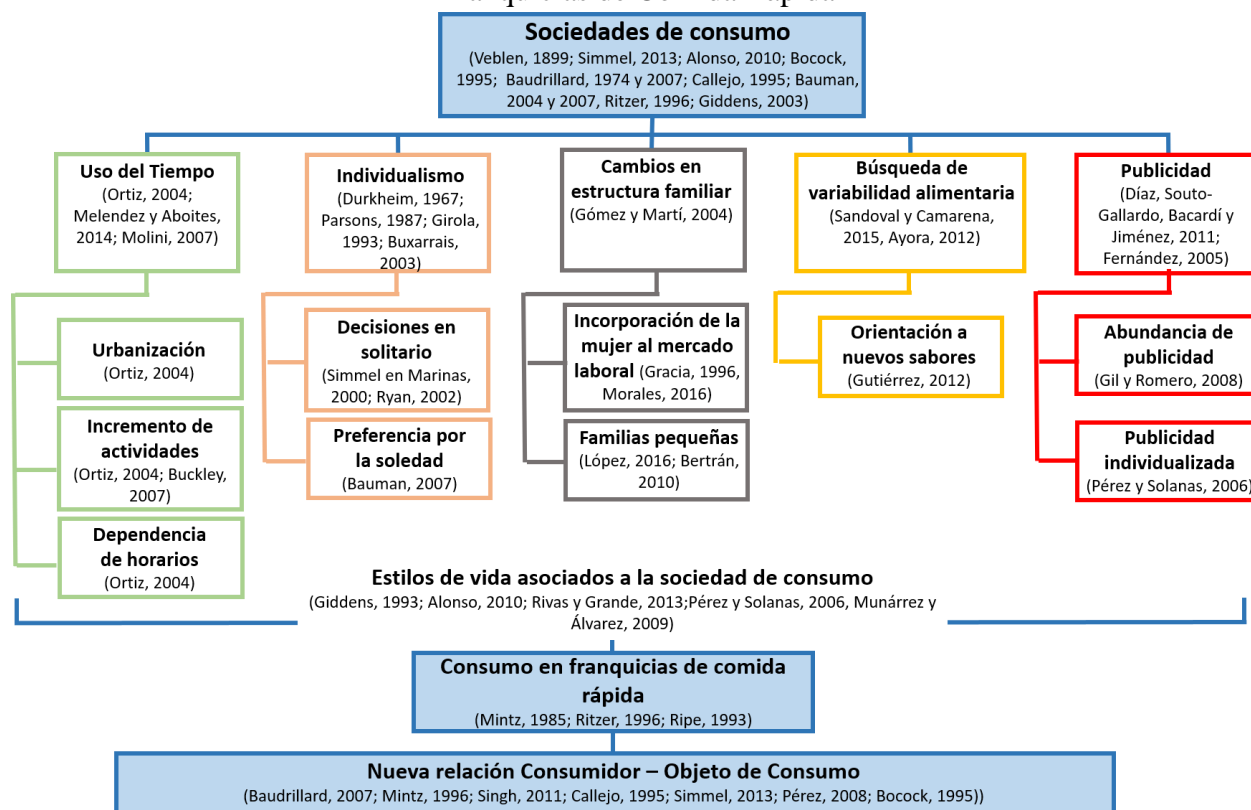 Franquicias de Comida Rápida
Sociedades de consumo
(Veblen, 1899; Simmel, 2013; Alonso, 2010; Bocock,
1995; Baudrillard, 1974 y 2007; Callejo, 1995; Bauman,
2004 y 2007, Ritzer, 1996; Giddens, 2003)
Uso del Tiempo
(Ortiz, 2004;
Melendez y Aboites,
2014; Molini, 2007)
Urbanización
(Ortiz, 2004)
Incremento de
actividades
(Ortiz, 2004; Buckley,
2007)
Dependencia
de horarios
(Ortiz, 2004)
Individualismo
(Durkheim, 1967;
Parsons, 1987; Girola,
1993; Buxarrais,
2003)
Decisiones en
solitario
(Simmel en Marinas,
2000; Ryan, 2002)
Preferencia por
la soledad
(Bauman, 2007)
Cambios en
estructura familiar
(Gómez y Martí, 2004)
Incorporación de la
mujer al mercado
laboral (Gracia, 1996,
Morales, 2016)
Familias pequeñas
(López, 2016; Bertrán,
2010)
Búsqueda de
variabilidad alimentaria
(Sandoval y Camarena,
2015, Ayora, 2012)
Orientación a
nuevos sabores
(Gutiérrez, 2012)
Publicidad
(Díaz, Souto-
Gallardo, Bacardí y
Jiménez, 2011;
Fernández, 2005)
Abundancia de
publicidad
(Gil y Romero, 2008)
Publicidad
individualizada
(Pérez y Solanas, 2006)
Estilos de vida asociados a la sociedad de consumo
(Giddens, 1993; Alonso, 2010; Rivas y Grande, 2013;Pérez y Solanas, 2006, Munárrez y
Álvarez, 2009)
Consumo en franquicias de comida
rápida
(Mintz, 1985; Ritzer, 1996; Ripe, 1993)
Nueva relación Consumidor – Objeto de Consumo
(Baudrillard, 2007; Mintz, 1996; Singh, 2011; Callejo, 1995; Simmel, 2013; Pérez, 2008; Bocock, 1995))